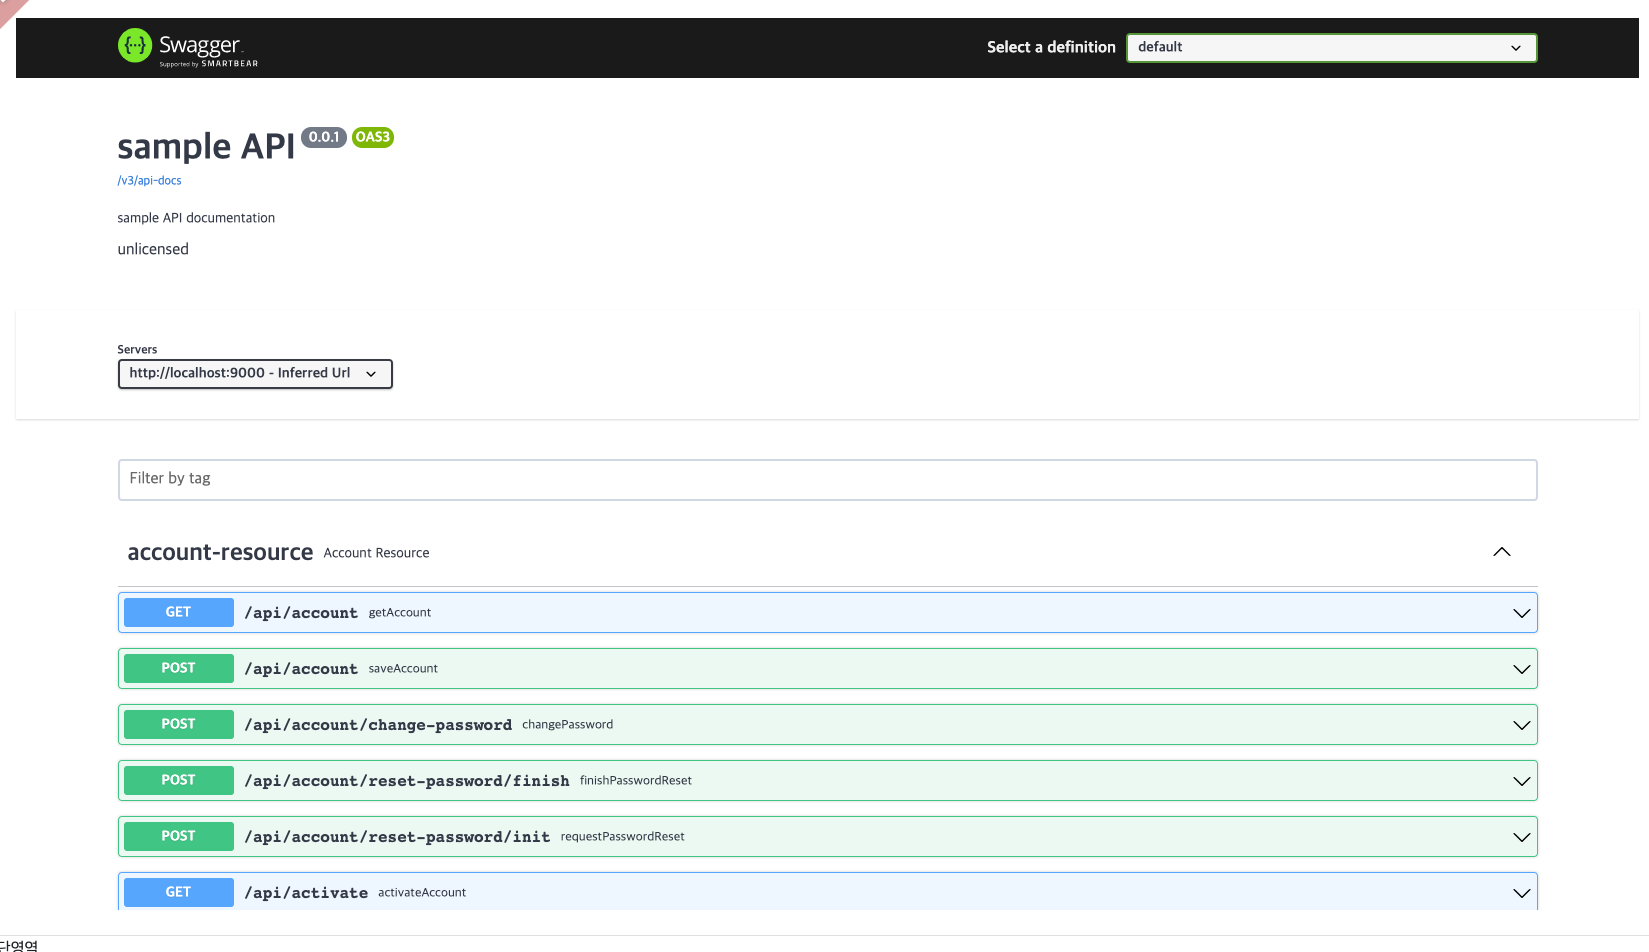 Swagger
Supported by SMARTBEAR
Select a definition
default
sample API 0.0.1 OAS3
/v3/api-docs
sample API documentation
unlicensed
Servers
http://localhost:9000 - Inferred Url
Filter by tag
account-resource Account Resource
GET /api/account getAccount
POST /api/account saveAccount
POST /api/account/change-password changePassword
POST /api/account/reset-password/finish finishPasswordReset
POST /api/account/reset-password/init requestPasswordReset
GET /api/activate activateAccount